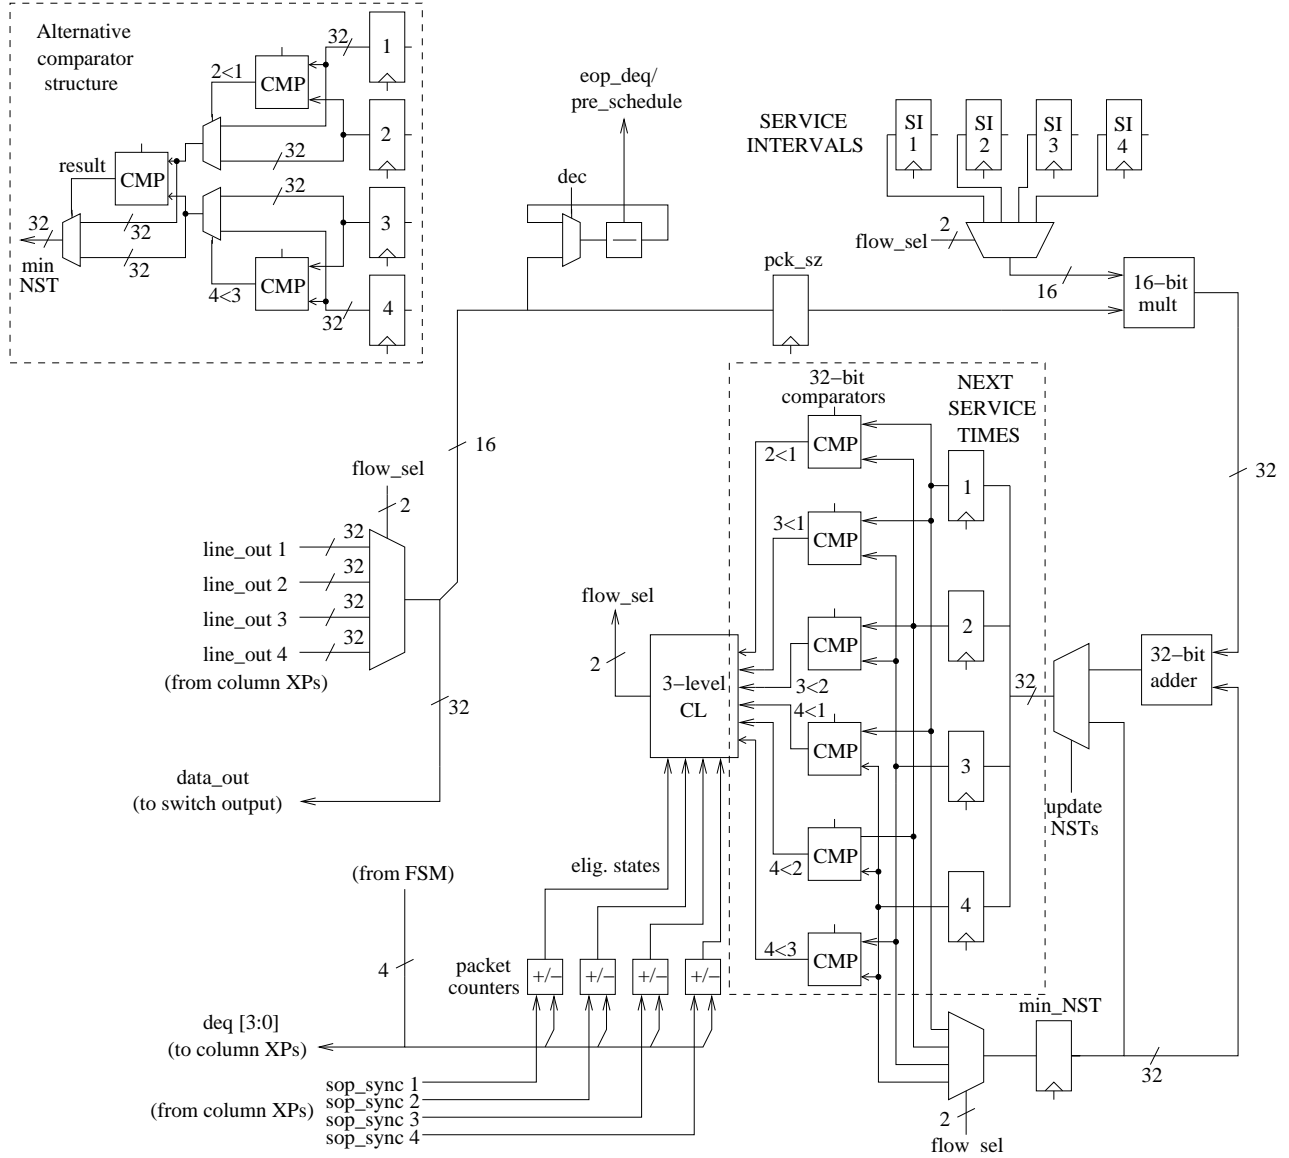 Alternative
comparator
structure
32
1
CMP
2<1
2
32
result
CMP
32
3
32
32
min
NST
32
32
4<3
CMP
32
4
eop_deq/
pre_schedule
dec
SERVICE
INTERVALS
SI
1
SI
2
SI
3
SI
4
2
flow_sel
pck_sz
16
16−bit
mult
32−bit
comparators
NEXT
SERVICE
TIMES
CMP
2<1
1
16
32
flow_sel
2
3<1
CMP
line_out 1
32
line_out 2
32
line_out 3
32
line_out 4
32
(from column XPs)
flow_sel
2
3−level
CL
CMP
3<2
2
4<1
CMP
32
32−bit
adder
32
3
data_out
(to switch output)
update
NSTs
CMP
4<2
elig. states
(from FSM)
4
4<3
CMP
4
packet
counters
+/−
+/−
+/−
+/−
min_NST
deq [3:0]
(to column XPs)
32
sop_sync 1
sop_sync 2
(from column XPs)
sop_sync 3
sop_sync 4
2
flow_sel